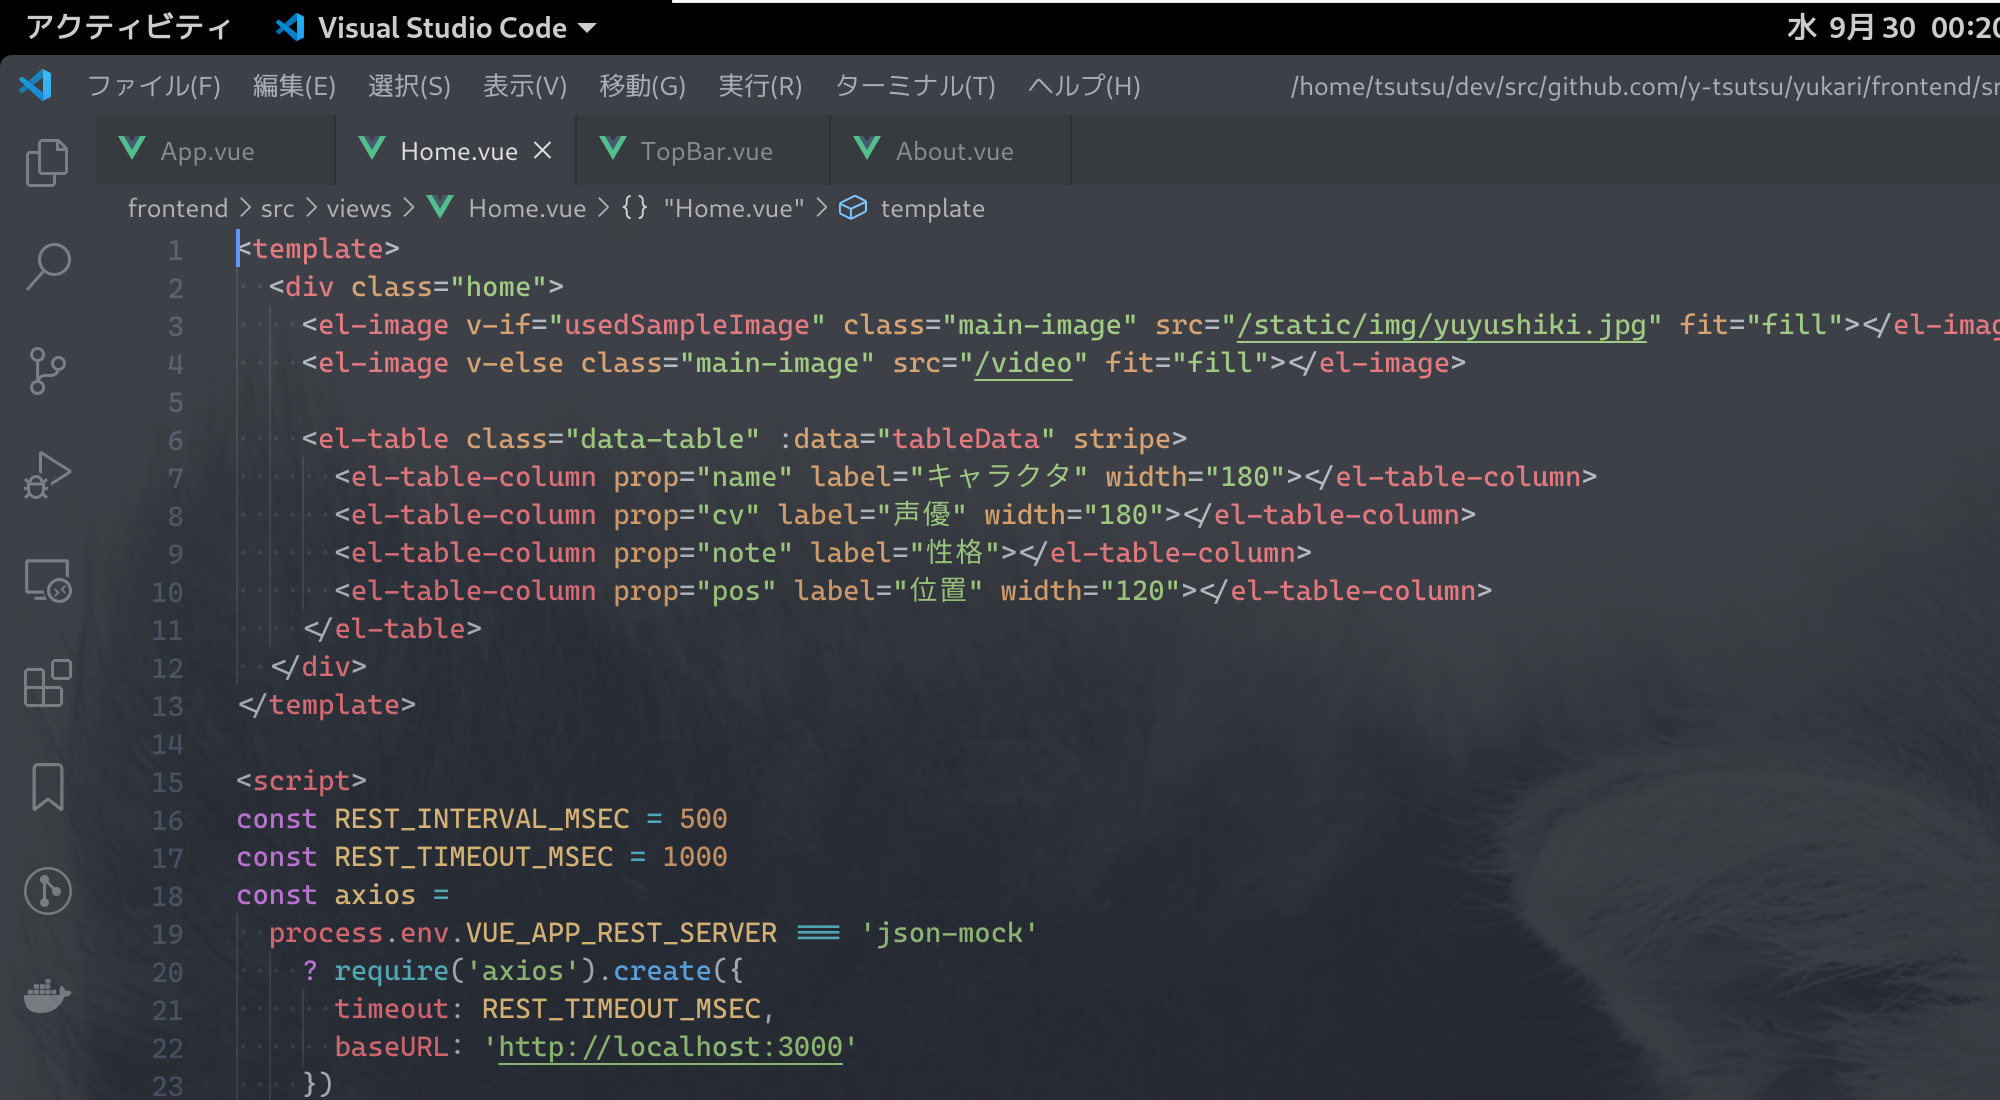 アクティビティ Visual Studio Code 水 9月 30 00:20
ファイル(F) 編集(E) 選択(S) 表示(V) 移動(G) 実行(R) ターミナル(T) ヘルプ(H) /home/tsutsu/dev/src/github.com/y-tsutsu/yukari/frontend/sr
App.vue Home.vue × TopBar.vue About.vue
frontend > src > views > Home.vue > {} "Home.vue" > template
1 <template>
2 <div class="home">
3 <el-image v-if="usedSampleImage" class="main-image" src="/static/img/yuyushiki.jpg" fit="fill"></el-imag
4 <el-image v-else class="main-image" src="/video" fit="fill"></el-image>
5
6 <el-table class="data-table" :data="tableData" stripe>
7 <el-table-column prop="name" label="キャラクタ" width="180"></el-table-column>
8 <el-table-column prop="cv" label="声優" width="180"></el-table-column>
9 <el-table-column prop="note" label="性格"></el-table-column>
10 <el-table-column prop="pos" label="位置" width="120"></el-table-column>
11 </el-table>
12 </div>
13 </template>
14
15 <script>
16 const REST_INTERVAL_MSEC = 500
17 const REST_TIMEOUT_MSEC = 1000
18 const axios =
19 process.env.VUE_APP_REST_SERVER === 'json-mock'
20 ? require('axios').create({
21 timeout: REST_TIMEOUT_MSEC,
22 baseURL: 'http://localhost:3000'
23 })